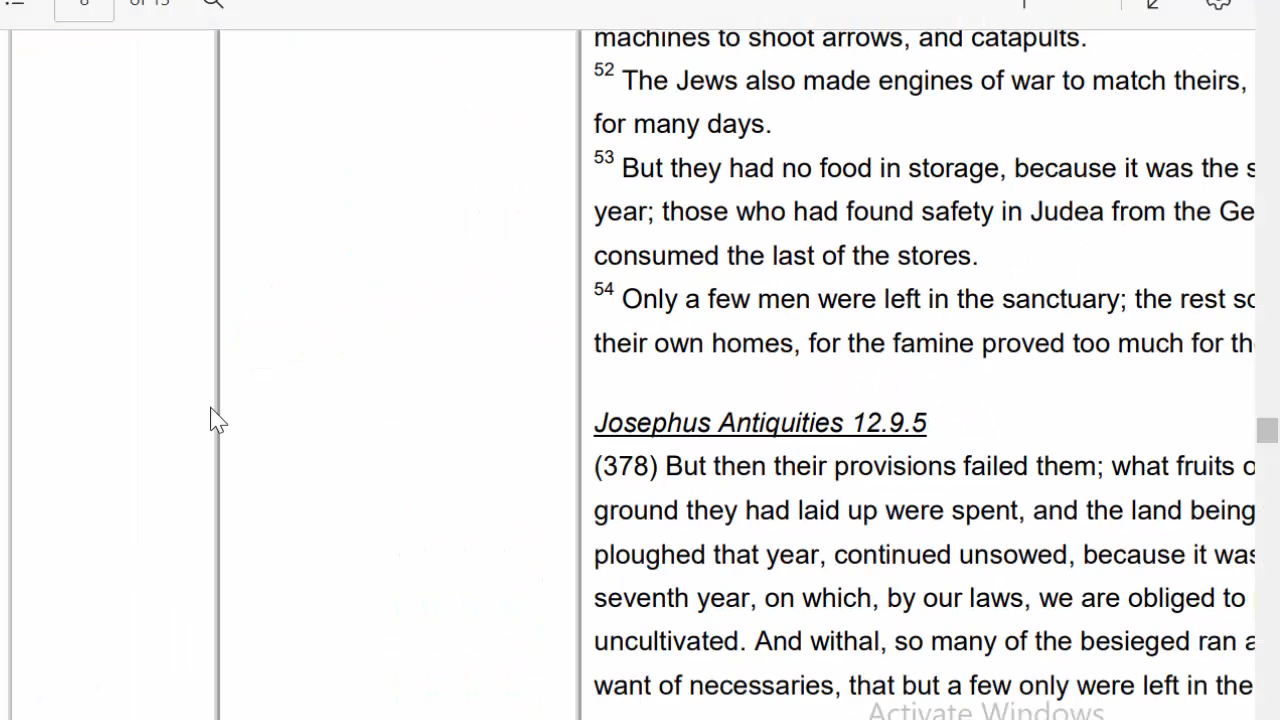 of 15
machines to shoot arrows, and catapults.
52 The Jews also made engines of war to match theirs,
for many days.
53 But they had no food in storage, because it was the s
year; those who had found safety in Judea from the Ge
consumed the last of the stores.
54 Only a few men were left in the sanctuary; the rest sc
their own homes, for the famine proved too much for th
Josephus Antiquities 12.9.5
(378) But then their provisions failed them; what fruits o
ground they had laid up were spent, and the land being
ploughed that year, continued unsowed, because it was
seventh year, on which, by our laws, we are obliged to
uncultivated. And withal, so many of the besieged ran a
want of necessaries, that but a few only were left in the
Activate Windows